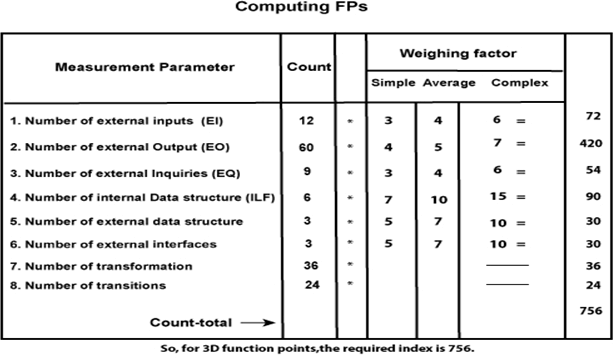 Computing FPs
Measurement Parameter Count Weighing factor
Simple Average Complex
1. Number of external inputs (EI) 12 * 3 4 6 = 72
2. Number of external Output (EO) 60 * 4 5 7 = 420
3. Number of external Inquiries (EQ) 9 * 3 4 6 = 54
4. Number of internal Data structure (ILF) 6 * 7 10 15 = 90
5. Number of external data structure 3 * 5 7 10 = 30
6. Number of external interfaces 3 * 5 7 10 = 30
7. Number of transformation 36 * —— 36
8. Number of transitions 24 * —— 24
756
Count-total →
So, for 3D function points,the required index is 756.